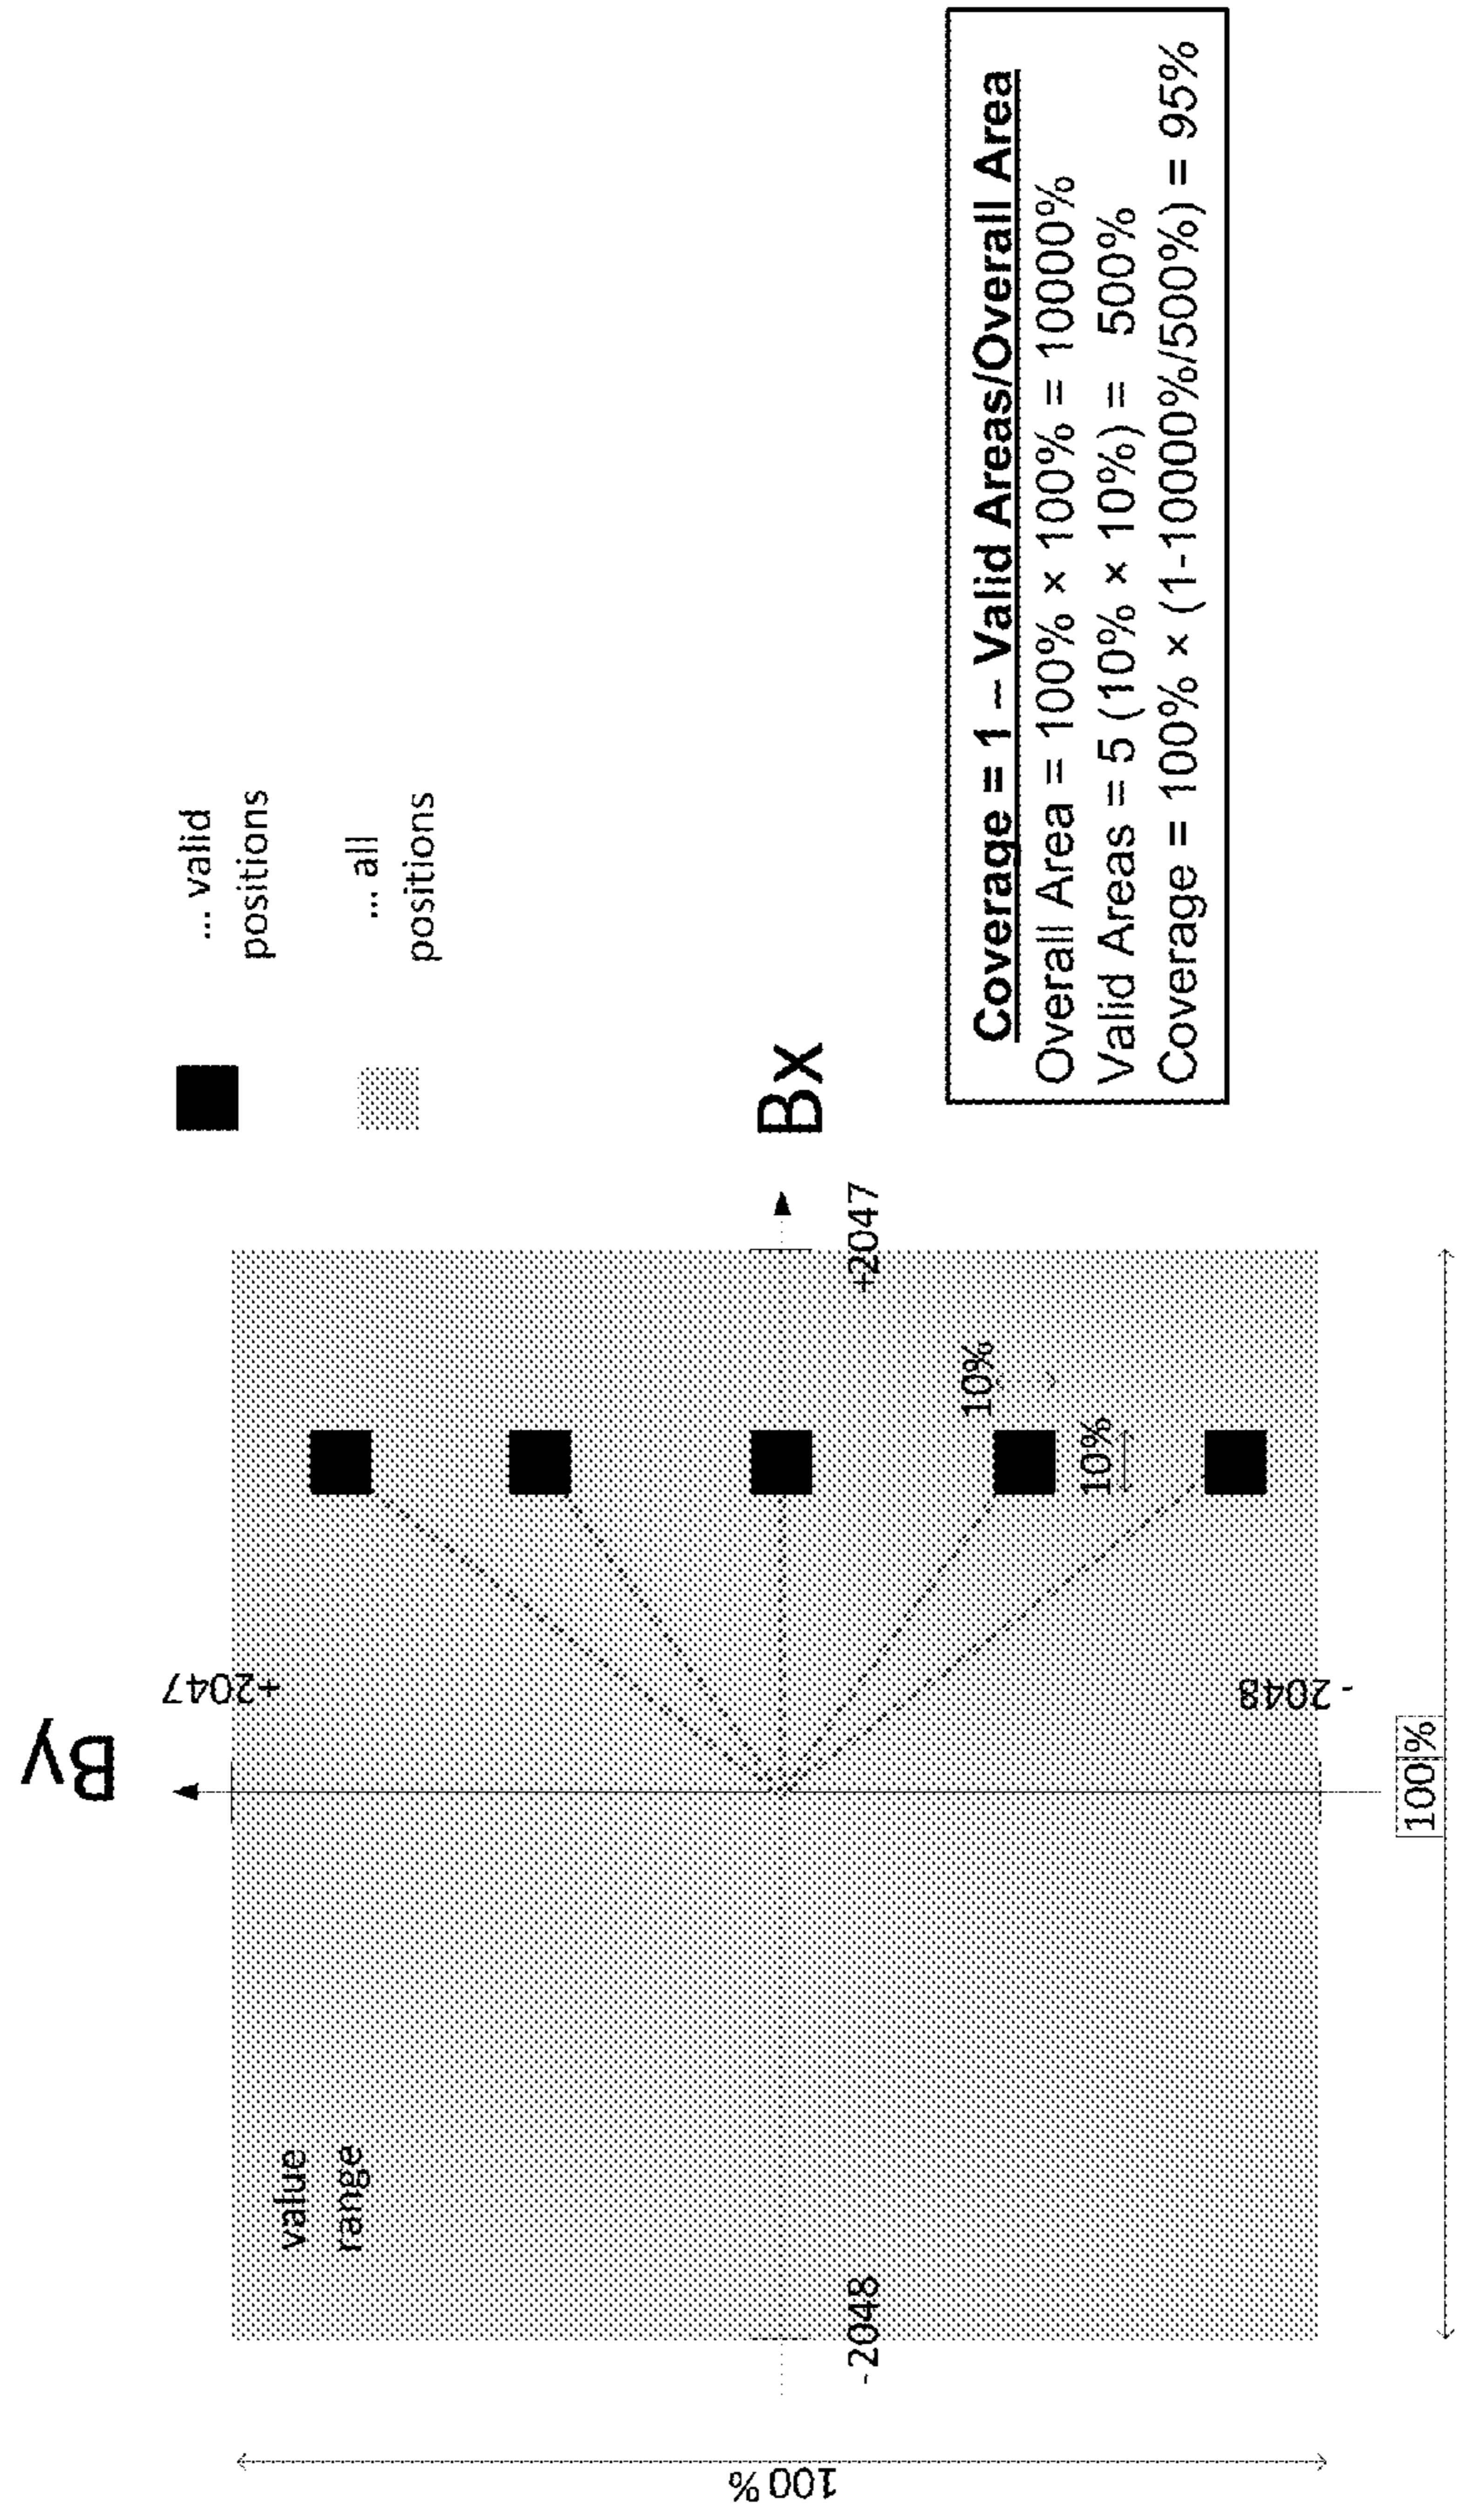 By
+2047
value
range
-2048
+2047
Bx
10%
10%
- 2048
100%
100%
... valid
positions
... all
positions
Coverage = 1 – Valid Areas/Overall Area
Overall Area = 100% × 100% = 10000%
Valid Areas = 5 (10% × 10%) = 500%
Coverage = 100% × (1-10000%/500%) = 95%